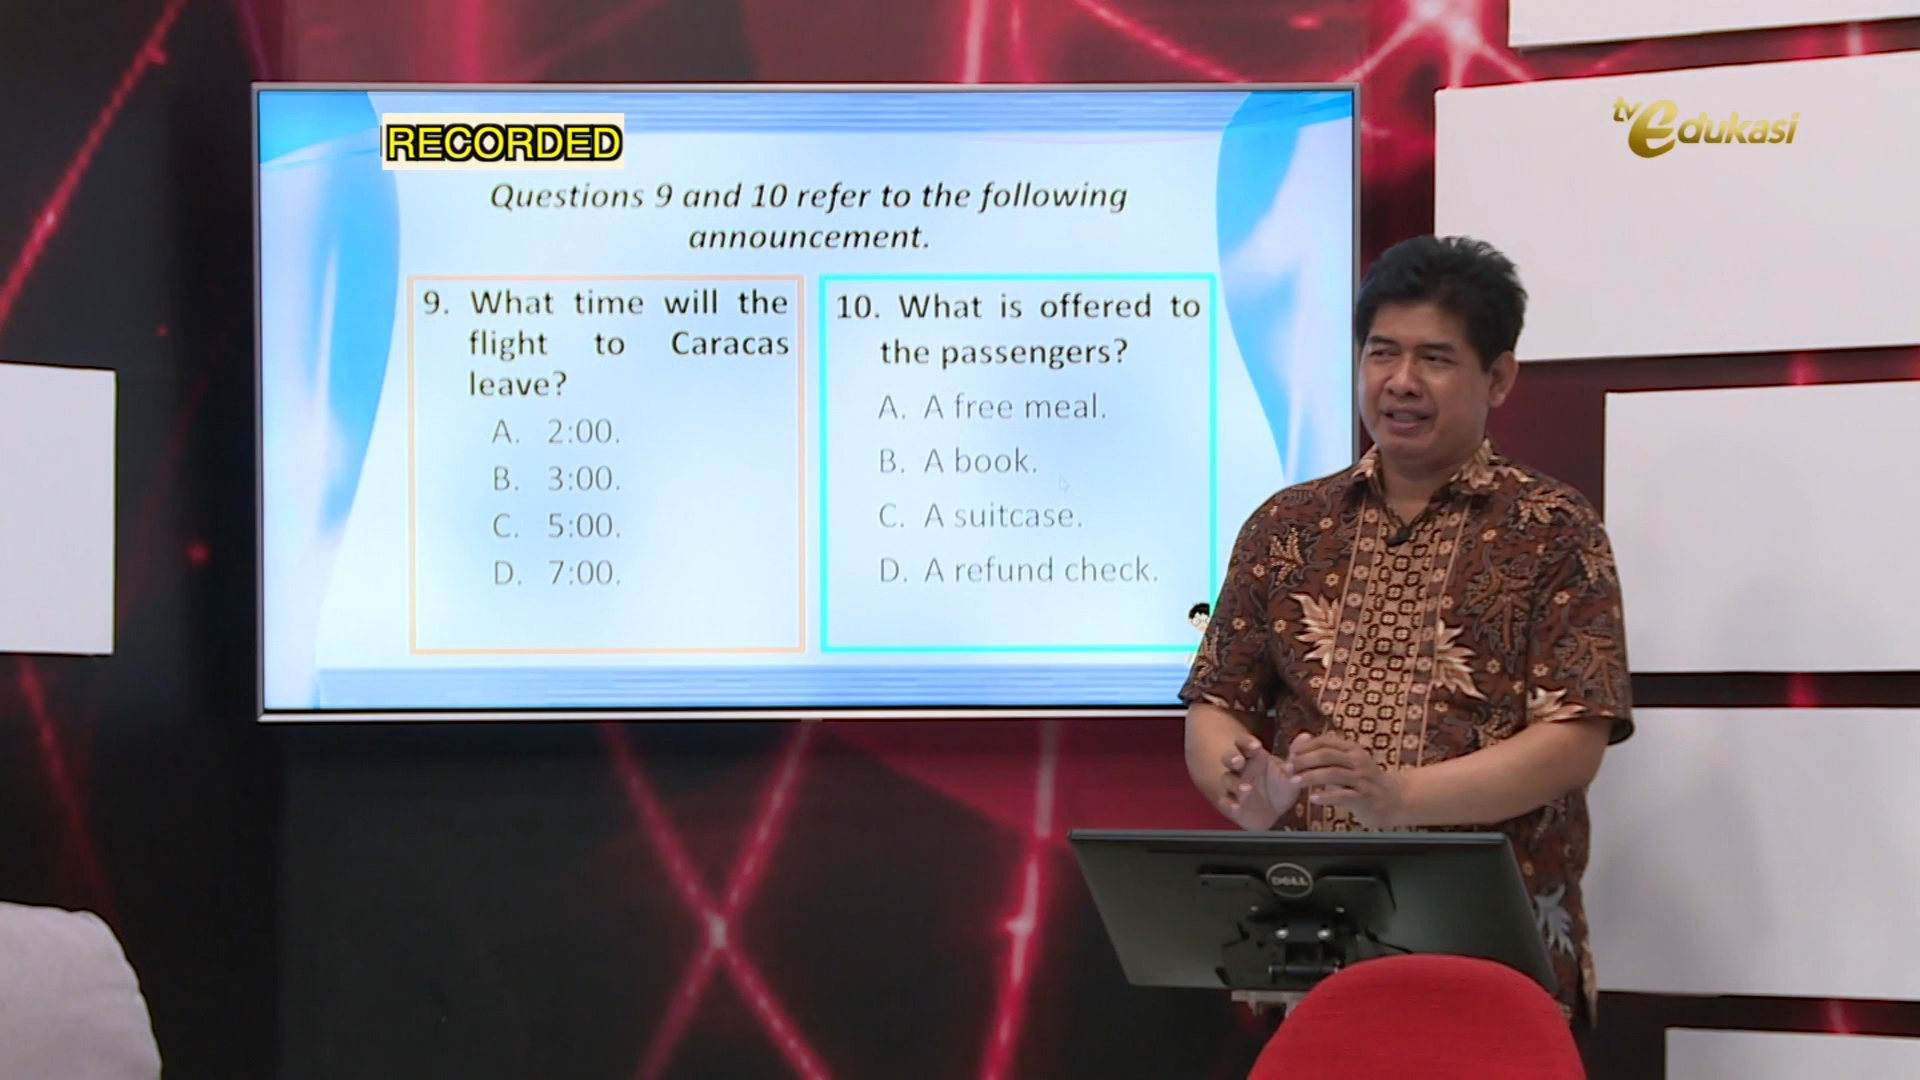 RECORDED
tv edukasi
Questions 9 and 10 refer to the following
announcement.
9. What time will the
flight to Caracas
leave?
A. 2:00.
B. 3:00.
C. 5:00.
D. 7:00.
10. What is offered to
the passengers?
A. A free meal.
B. A book.
C. A suitcase.
D. A refund check.
DELL